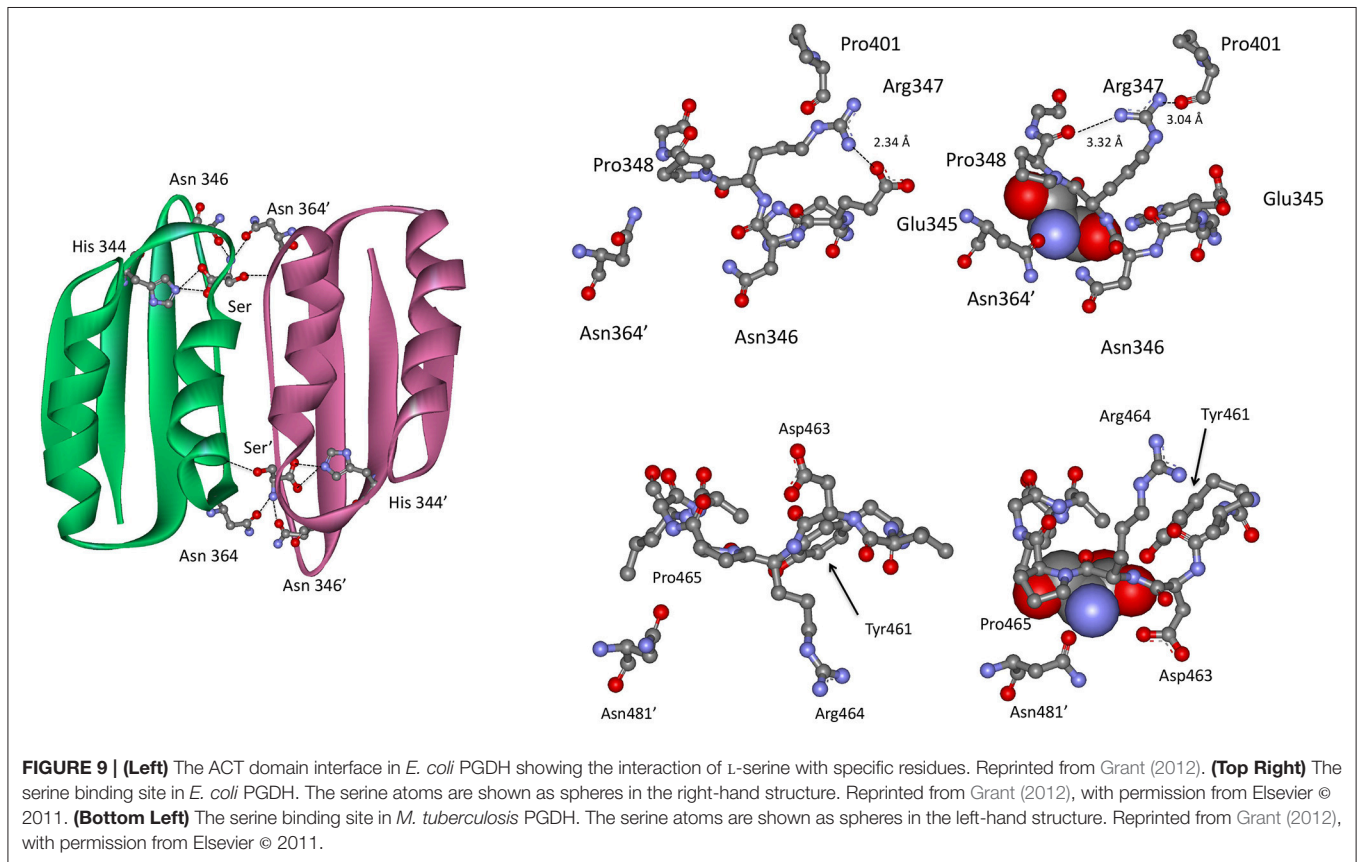 Asn 346
Asn 364’
His 344
Ser
Ser’
His 344’
Asn 364
Asn 346’
Pro401
Arg347
2.34 Å
Pro348
Glu345
Asn364’
Asn346
Pro401
Arg347
3.04 Å
3.32 Å
Pro348
Glu345
Asn364’
Asn346
Asp463
Pro465
Tyr461
Asn481’
Arg464
Arg464
Tyr461
Pro465
Asp463
Asn481’
FIGURE 9 | (Left) The ACT domain interface in E. coli PGDH showing the interaction of L-serine with specific residues. Reprinted from Grant (2012). (Top Right) The
serine binding site in E. coli PGDH. The serine atoms are shown as spheres in the right-hand structure. Reprinted from Grant (2012), with permission from Elsevier ©
2011. (Bottom Left) The serine binding site in M. tuberculosis PGDH. The serine atoms are shown as spheres in the left-hand structure. Reprinted from Grant (2012),
with permission from Elsevier © 2011.